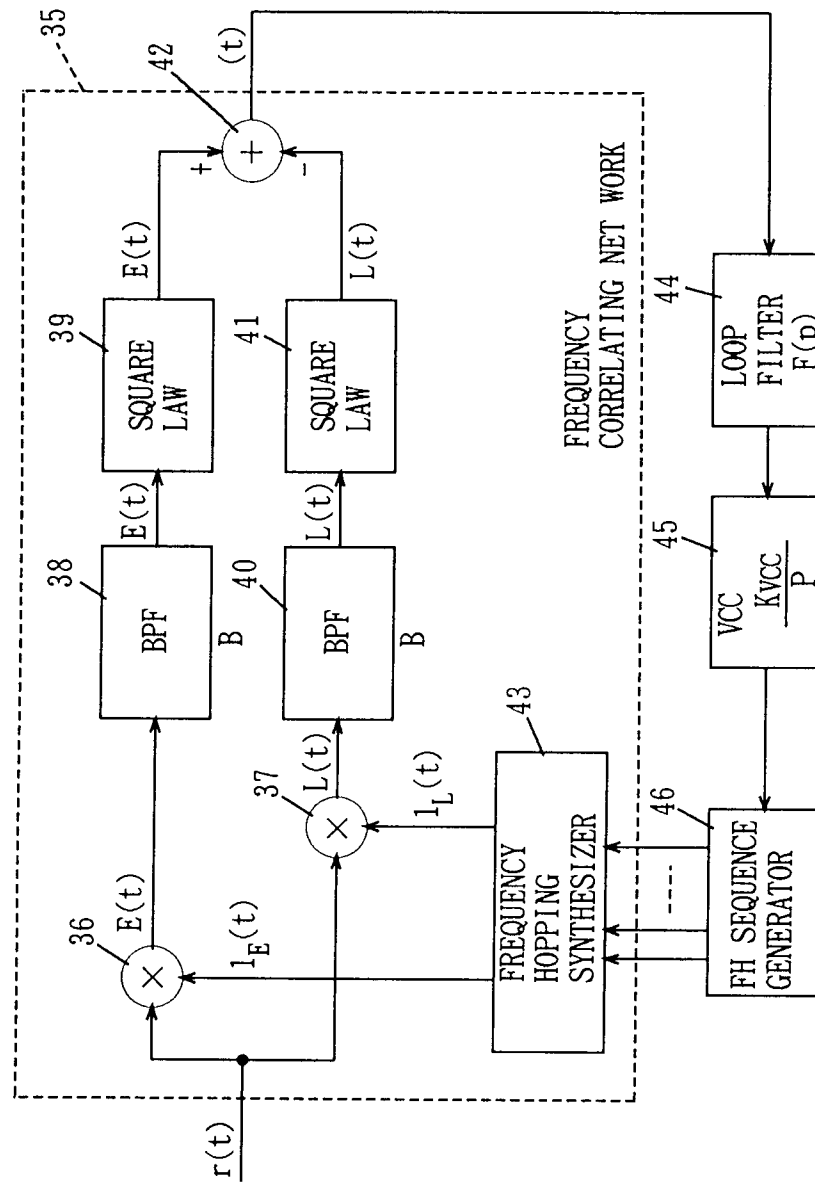 35
36
E(t)
38
BPF
B
E(t)
39
SQUARE
LAW
E(t)
+
42
+
-
(t)
r(t)
37
L(t)
40
BPF
B
L(t)
41
SQUARE
LAW
L(t)
1E(t)
1L(t)
43
FREQUENCY
HOPPING
SYNTHESIZER
FREQUENCY
CORRELATING NET WORK
46
FH SEQUENCE
GENERATOR
45
VCC
KVCC
P
44
LOOP
FILTER
F(p)